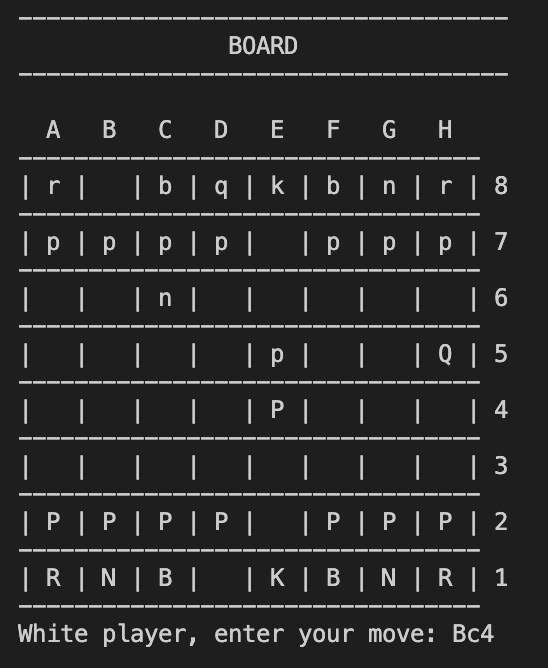 BOARD
A B C D E F G H
| r |   | b | q | k | b | n | r | 8
| p | p | p | p |   | p | p | p | 7
|   |   | n |   |   |   |   |   | 6
|   |   |   |   | p |   |   | Q | 5
|   |   |   |   | P |   |   |   | 4
|   |   |   |   |   |   |   |   | 3
| P | P | P | P |   | P | P | P | 2
| R | N | B |   | K | B | N | R | 1
White player, enter your move: Bc4